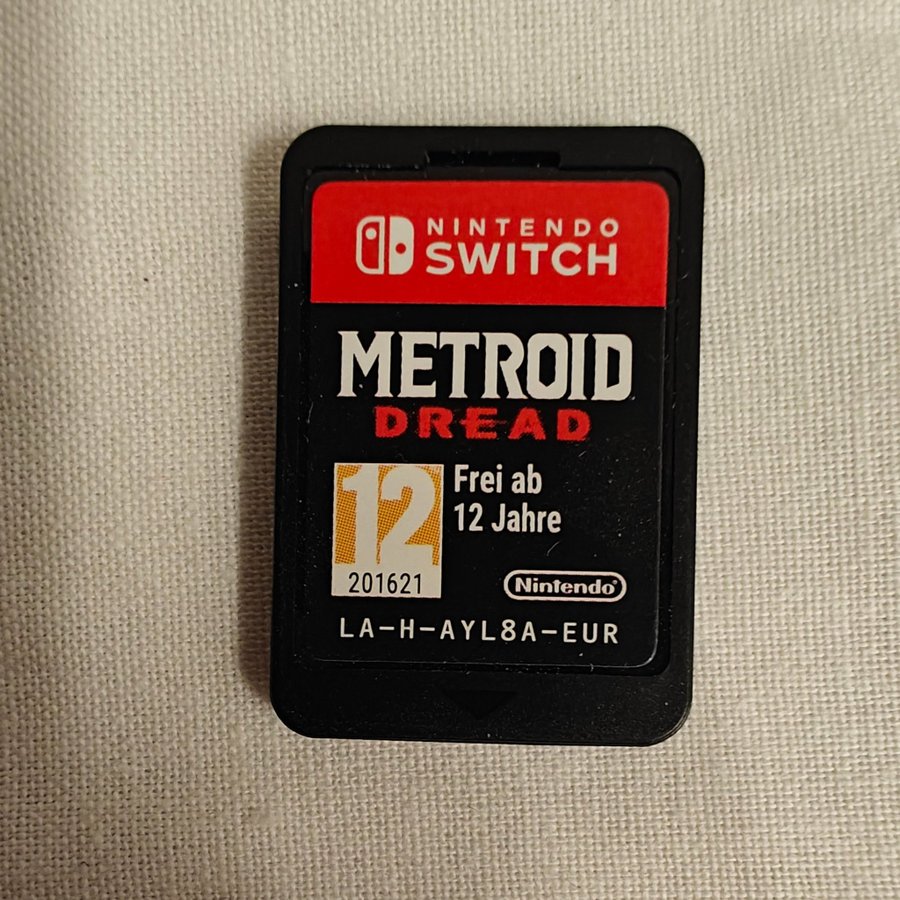 NINTENDO
SWITCH
METROID
DREAD
12
201621
Frei ab
12 Jahre
Nintendo
LA-H-AYL8A-EUR